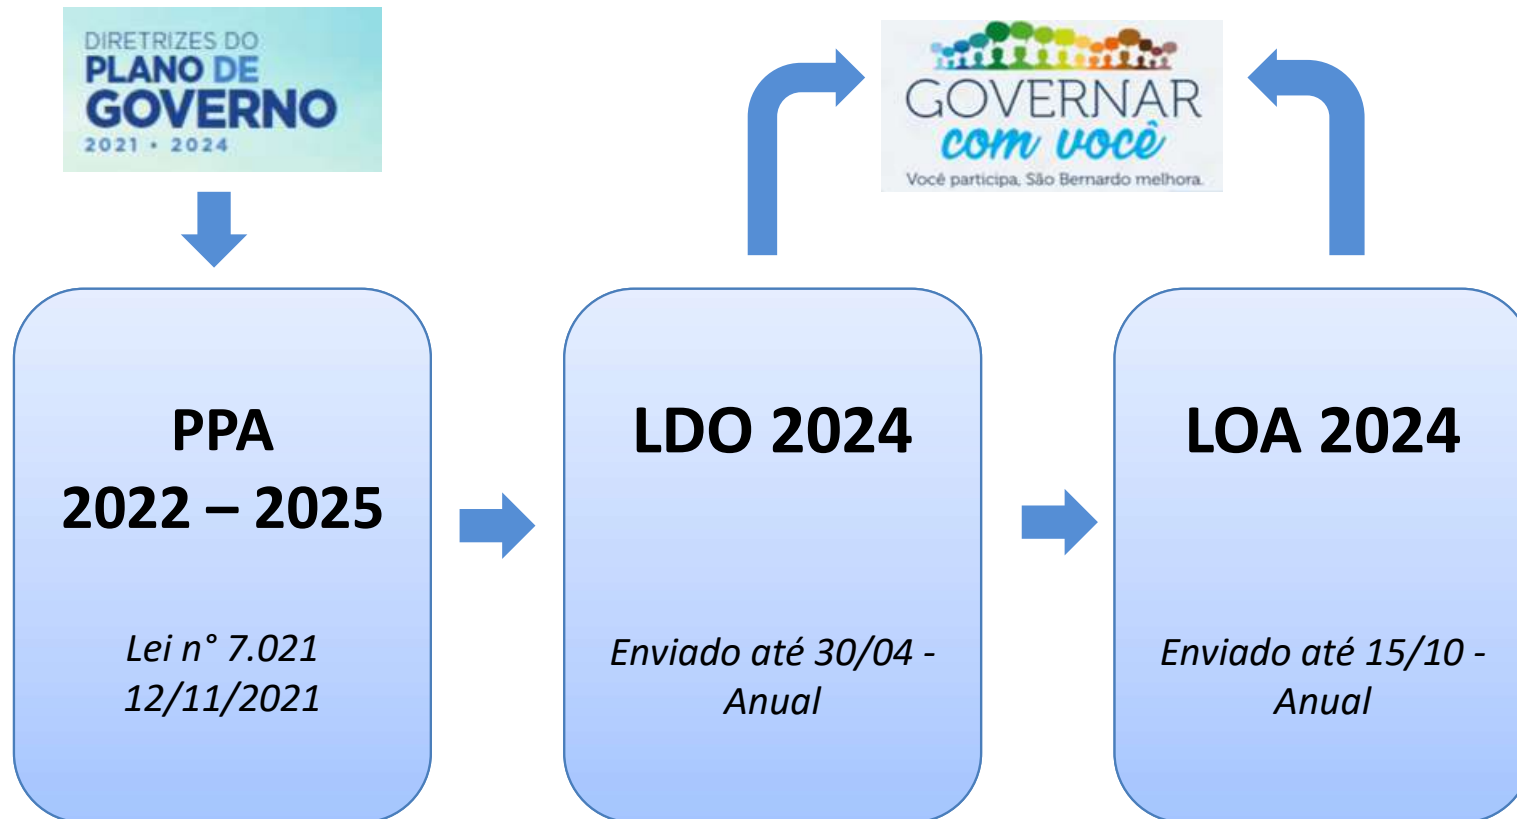 DIRETRIZES DO
PLANO DE
GOVERNO
2021 • 2024
GOVERNAR
com você
Você participa, São Bernardo melhora.
PPA
2022 – 2025
Lei n° 7.021
12/11/2021
LDO 2024
Enviado até 30/04 -
Anual
LOA 2024
Enviado até 15/10 -
Anual